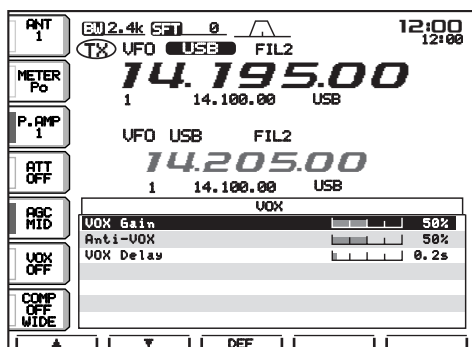 ANT
1
METER
Po
P.AMP
1
ATT
OFF
AGC
MID
VOX
OFF
COMP
OFF
WIDE
BW 2.4k SFT 0
12:00
12:00
TX VFO USB FIL2
14.195.00
1 14.100.00 USB
VFO USB FIL2
14.205.00
1 14.100.00 USB
VOX
VOX Gain 50%
Anti-VOX 50%
VOX Delay 0.2s
▲ ▼ DEF